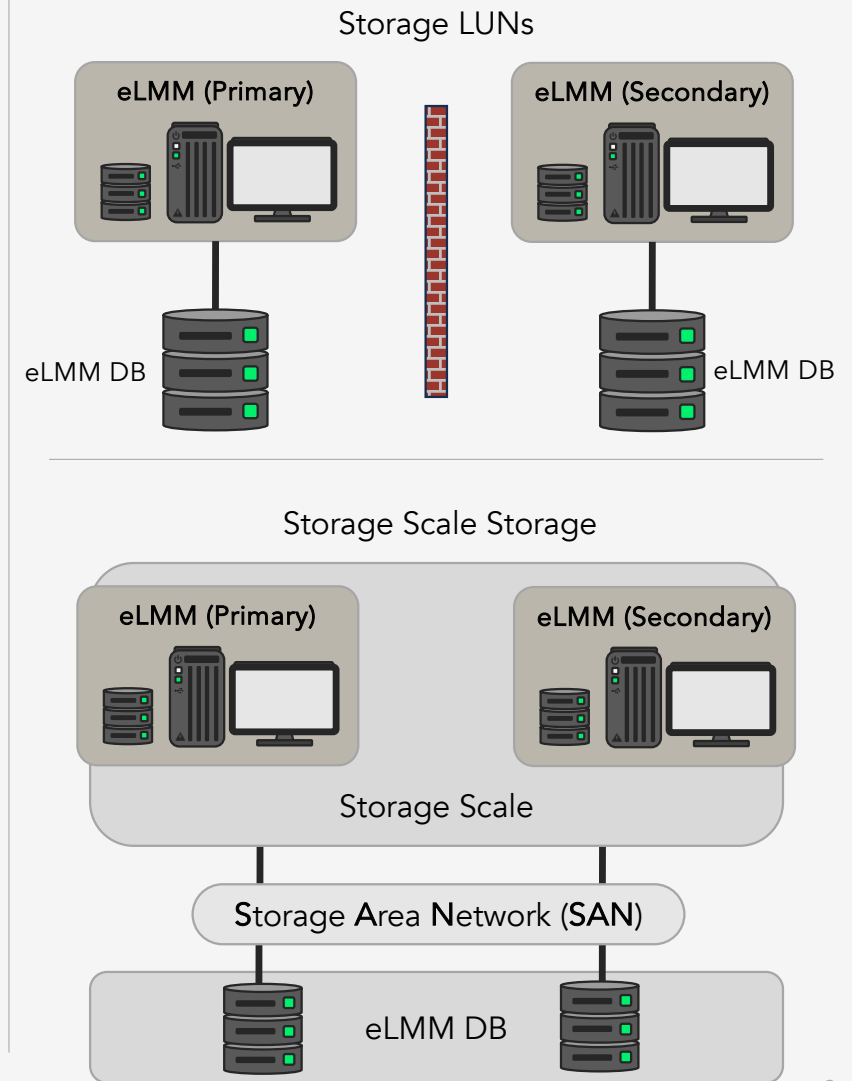 Storage LUNs
eLMM (Primary)
eLMM (Secondary)
eLMM DB
eLMM DB
Storage Scale Storage
eLMM (Primary)
eLMM (Secondary)
Storage Scale
Storage Area Network (SAN)
eLMM DB